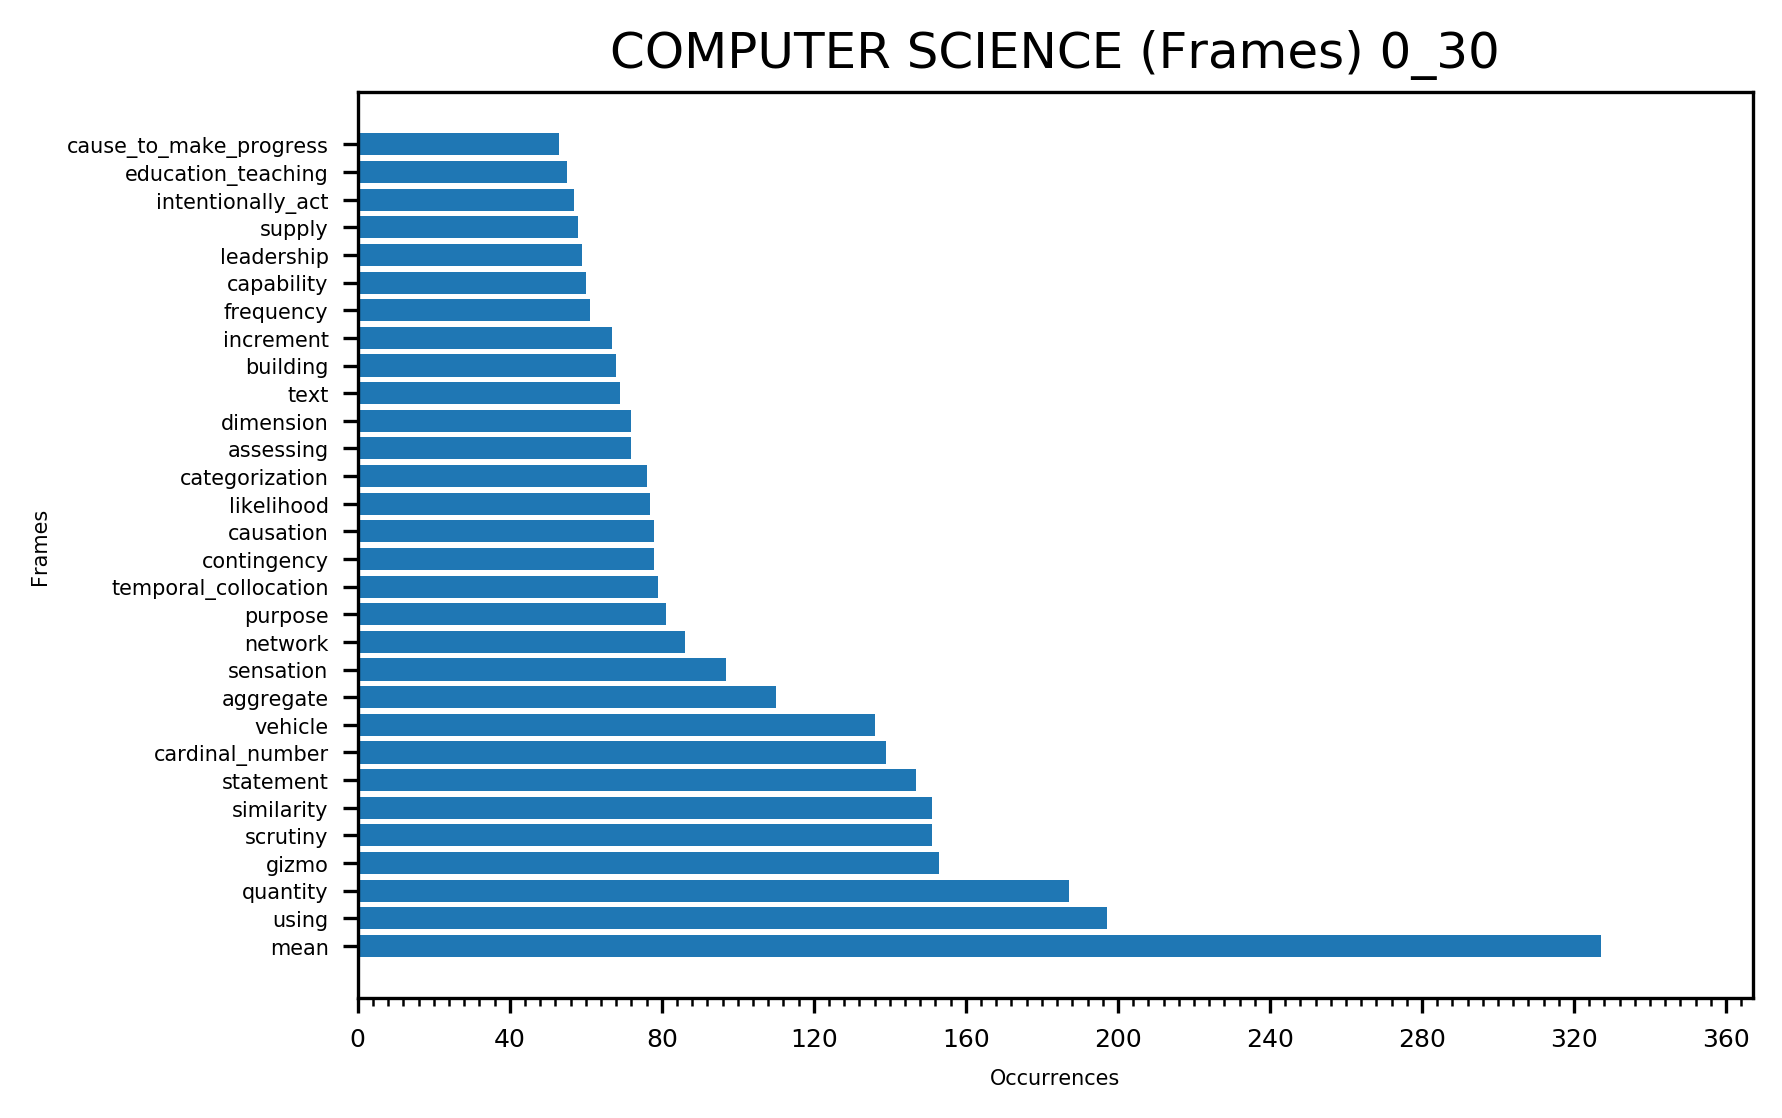 COMPUTER SCIENCE (Frames) 0_30
cause_to_make_progress
education_teaching
intentionally_act
supply
leadership
capability
frequency
increment
building
text
dimension
assessing
categorization
likelihood
causation
contingency
temporal_collocation
purpose
network
sensation
aggregate
vehicle
cardinal_number
statement
similarity
scrutiny
gizmo
quantity
using
mean
Frames
0 40 80 120 160 200 240 280 320 360
Occurrences